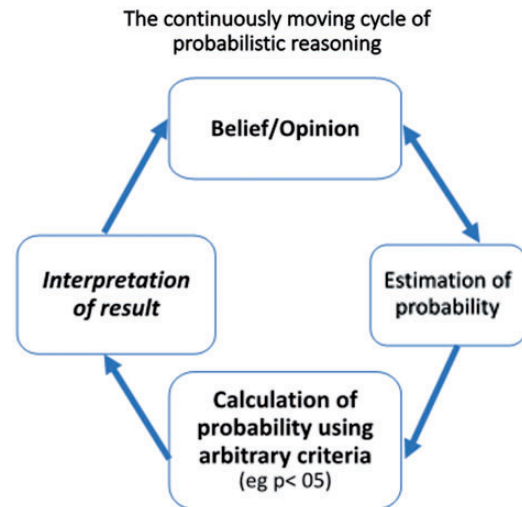 The continuously moving cycle of
probabilistic reasoning
Belief/Opinion
Estimation of
probability
Calculation of
probability using
arbitrary criteria
(eg p< 05)
Interpretation
of result